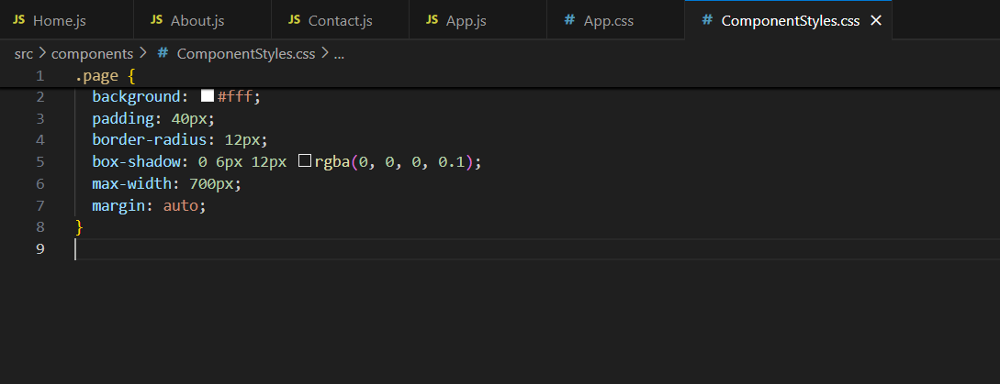 JS Home.js JS About.js JS Contact.js JS App.js # App.css # ComponentStyles.css
src > components > # ComponentStyles.css > ...
1 .page {
2 background: #fff;
3 padding: 40px;
4 border-radius: 12px;
5 box-shadow: 0 6px 12px rgba(0, 0, 0, 0.1);
6 max-width: 700px;
7 margin: auto;
8 }
9